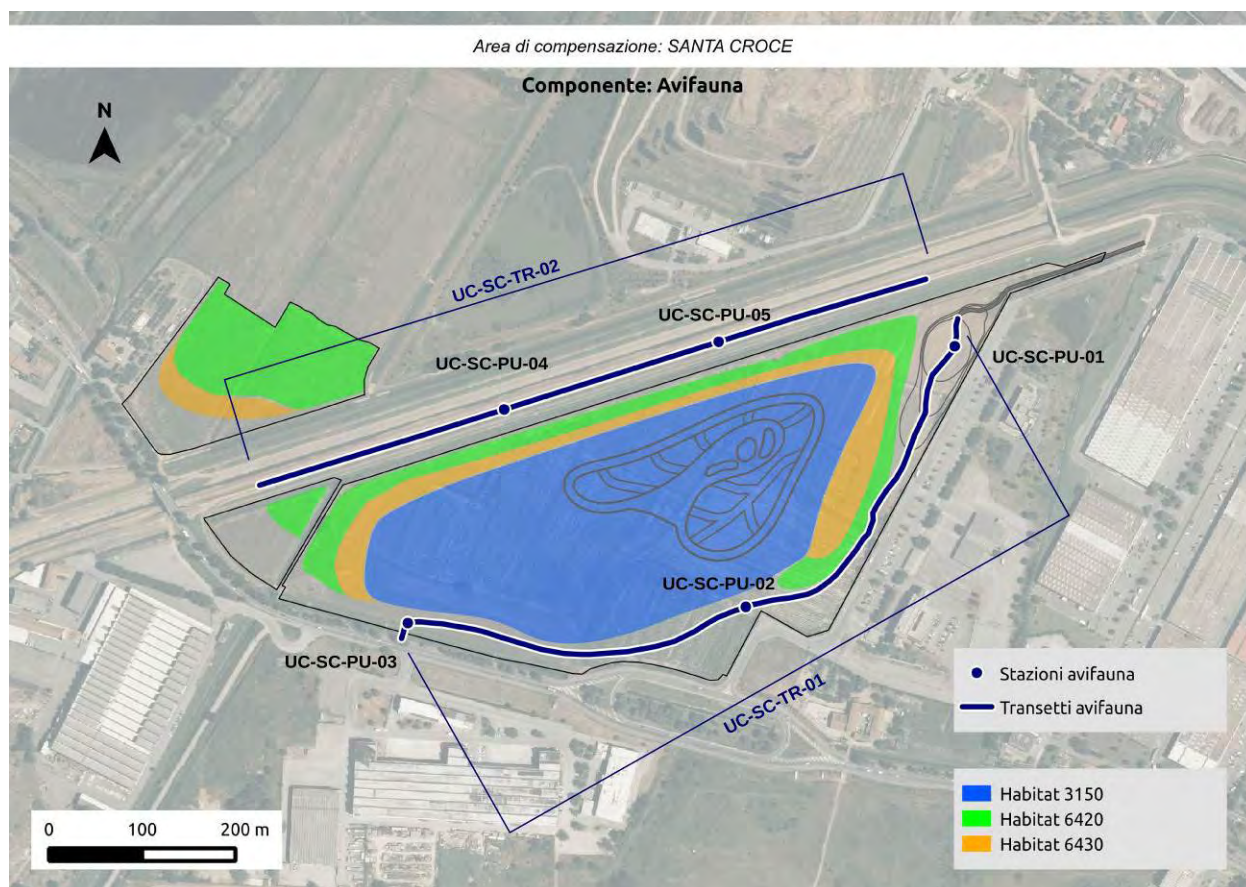 Area di compensazione: SANTA CROCE
Componente: Avifauna
N
UC-SC-TR-02
UC-SC-PU-05
UC-SC-PU-04
UC-SC-PU-01
UC-SC-PU-02
UC-SC-PU-03
UC-SC-TR-01
Stazioni avifauna
Transetti avifauna
Habitat 3150
Habitat 6420
Habitat 6430
0 100 200 m